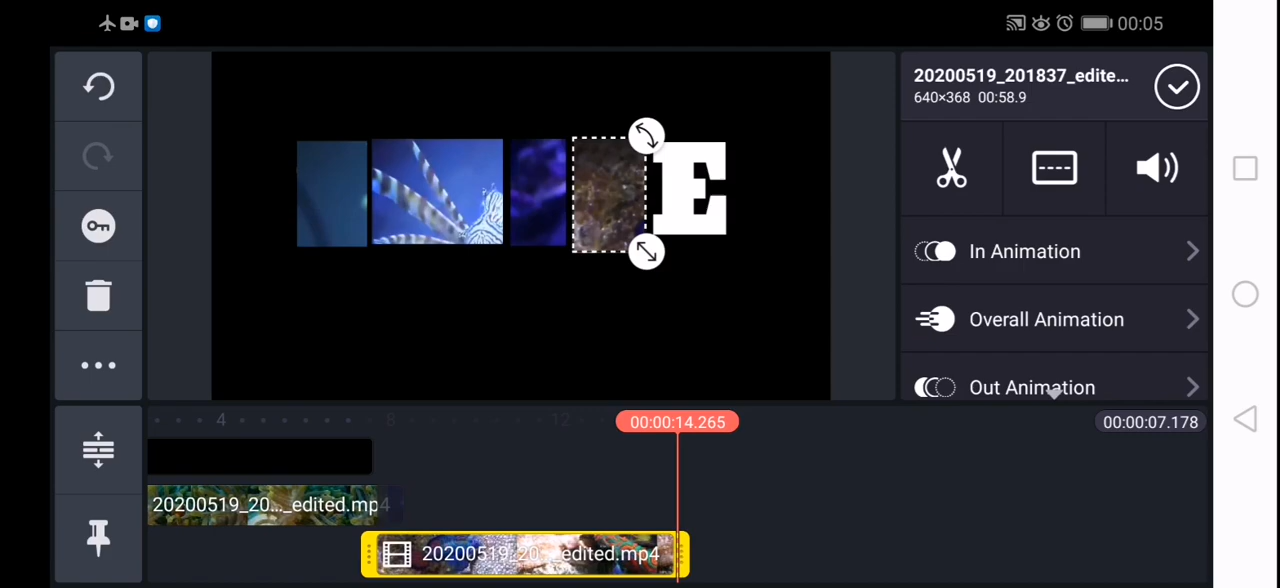 00:05
20200519_201837_edite...
640×368 00:58.9
E
In Animation
Overall Animation
Out Animation
4
8
12
00:00:14.265
00:00:07.178
20200519_20..._edited.mp4
20200519_20..._edited.mp4